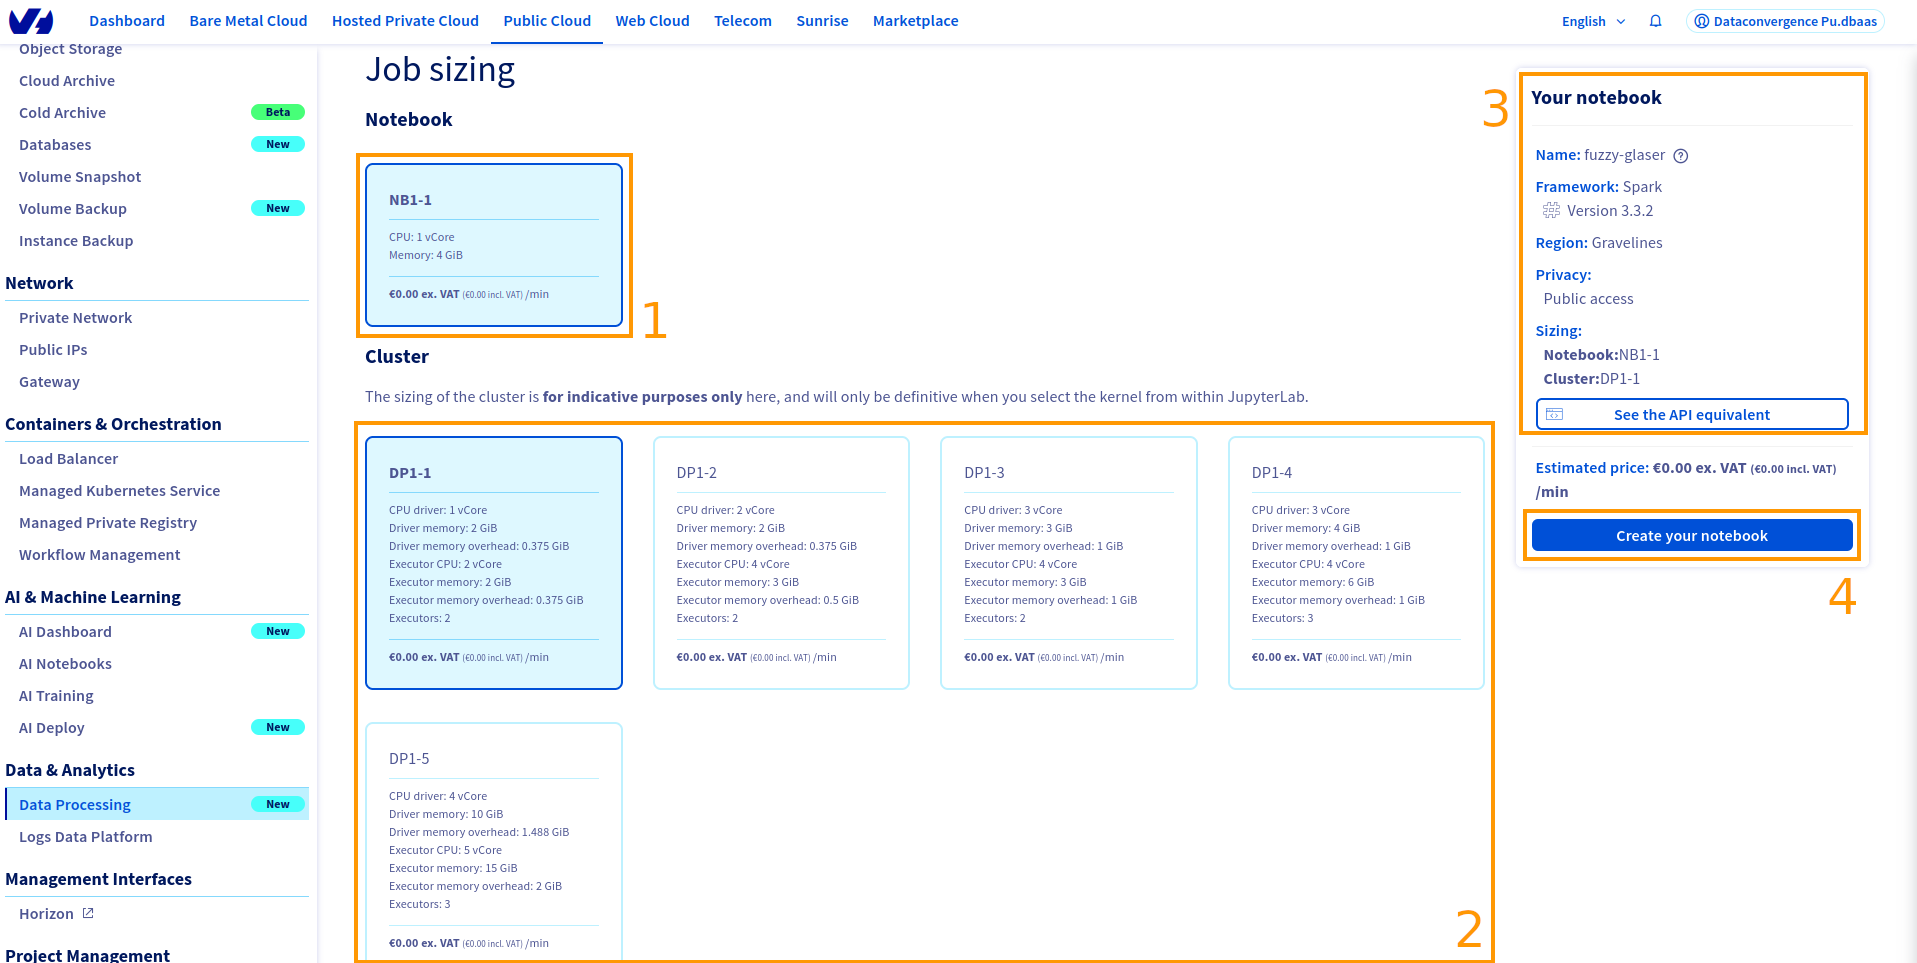 Dashboard Bare Metal Cloud Hosted Private Cloud Public Cloud Web Cloud Telecom Sunrise Marketplace English Dataconvergence Pu.dbaas
Object Storage
Cloud Archive
Cold Archive Beta
Databases New
Volume Snapshot
Volume Backup New
Instance Backup
Network
Private Network
Public IPs
Gateway
Containers & Orchestration
Load Balancer
Managed Kubernetes Service
Managed Private Registry
Workflow Management
AI & Machine Learning
AI Dashboard New
AI Notebooks
AI Training
AI Deploy New
Data & Analytics
Data Processing New
Logs Data Platform
Management Interfaces
Horizon
Project Management
Job sizing
Notebook
NB1-1
CPU: 1 vCore
Memory: 4 GiB
€0.00 ex. VAT (€0.00 incl. VAT) /min
1
Cluster
The sizing of the cluster is for indicative purposes only here, and will only be definitive when you select the kernel from within JupyterLab.
DP1-1
CPU driver: 1 vCore
Driver memory: 2 GiB
Driver memory overhead: 0.375 GiB
Executor CPU: 2 vCore
Executor memory: 2 GiB
Executor memory overhead: 0.375 GiB
Executors: 2
€0.00 ex. VAT (€0.00 incl. VAT) /min
DP1-2
CPU driver: 2 vCore
Driver memory: 2 GiB
Driver memory overhead: 0.375 GiB
Executor CPU: 4 vCore
Executor memory: 3 GiB
Executor memory overhead: 0.5 GiB
Executors: 2
€0.00 ex. VAT (€0.00 incl. VAT) /min
DP1-3
CPU driver: 3 vCore
Driver memory: 3 GiB
Driver memory overhead: 1 GiB
Executor CPU: 4 vCore
Executor memory: 3 GiB
Executor memory overhead: 1 GiB
Executors: 2
€0.00 ex. VAT (€0.00 incl. VAT) /min
DP1-4
CPU driver: 3 vCore
Driver memory: 4 GiB
Driver memory overhead: 1 GiB
Executor CPU: 4 vCore
Executor memory: 6 GiB
Executor memory overhead: 1 GiB
Executors: 3
€0.00 ex. VAT (€0.00 incl. VAT) /min
DP1-5
CPU driver: 4 vCore
Driver memory: 10 GiB
Driver memory overhead: 1.488 GiB
Executor CPU: 5 vCore
Executor memory: 15 GiB
Executor memory overhead: 2 GiB
Executors: 3
€0.00 ex. VAT (€0.00 incl. VAT) /min
2
3
Your notebook
Name: fuzzy-glaser
Framework: Spark
Version 3.3.2
Region: Gravelines
Privacy:
Public access
Sizing:
Notebook:NB1-1
Cluster:DP1-1
See the API equivalent
Estimated price: €0.00 ex. VAT (€0.00 incl. VAT)
/min
Create your notebook
4